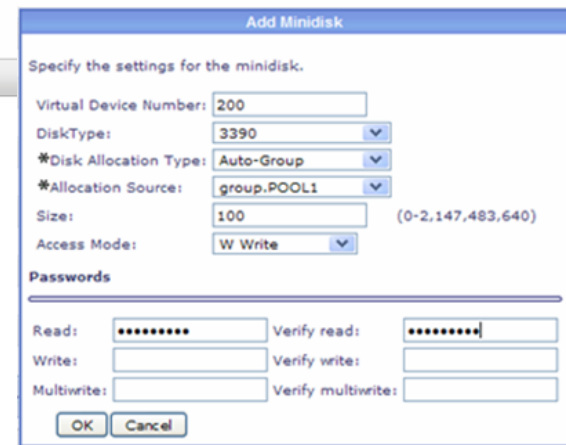 Add Minidisk
Specify the settings for the minidisk.
Virtual Device Number: 200
DiskType: 3390
*Disk Allocation Type: Auto-Group
*Allocation Source: group.POOL1
Size: 100 (0-2,147,483,640)
Access Mode: W Write
Passwords
Read: ••••••••• Verify read: •••••••••
Write: Verify write:
Multiwrite: Verify multiwrite:
OK Cancel